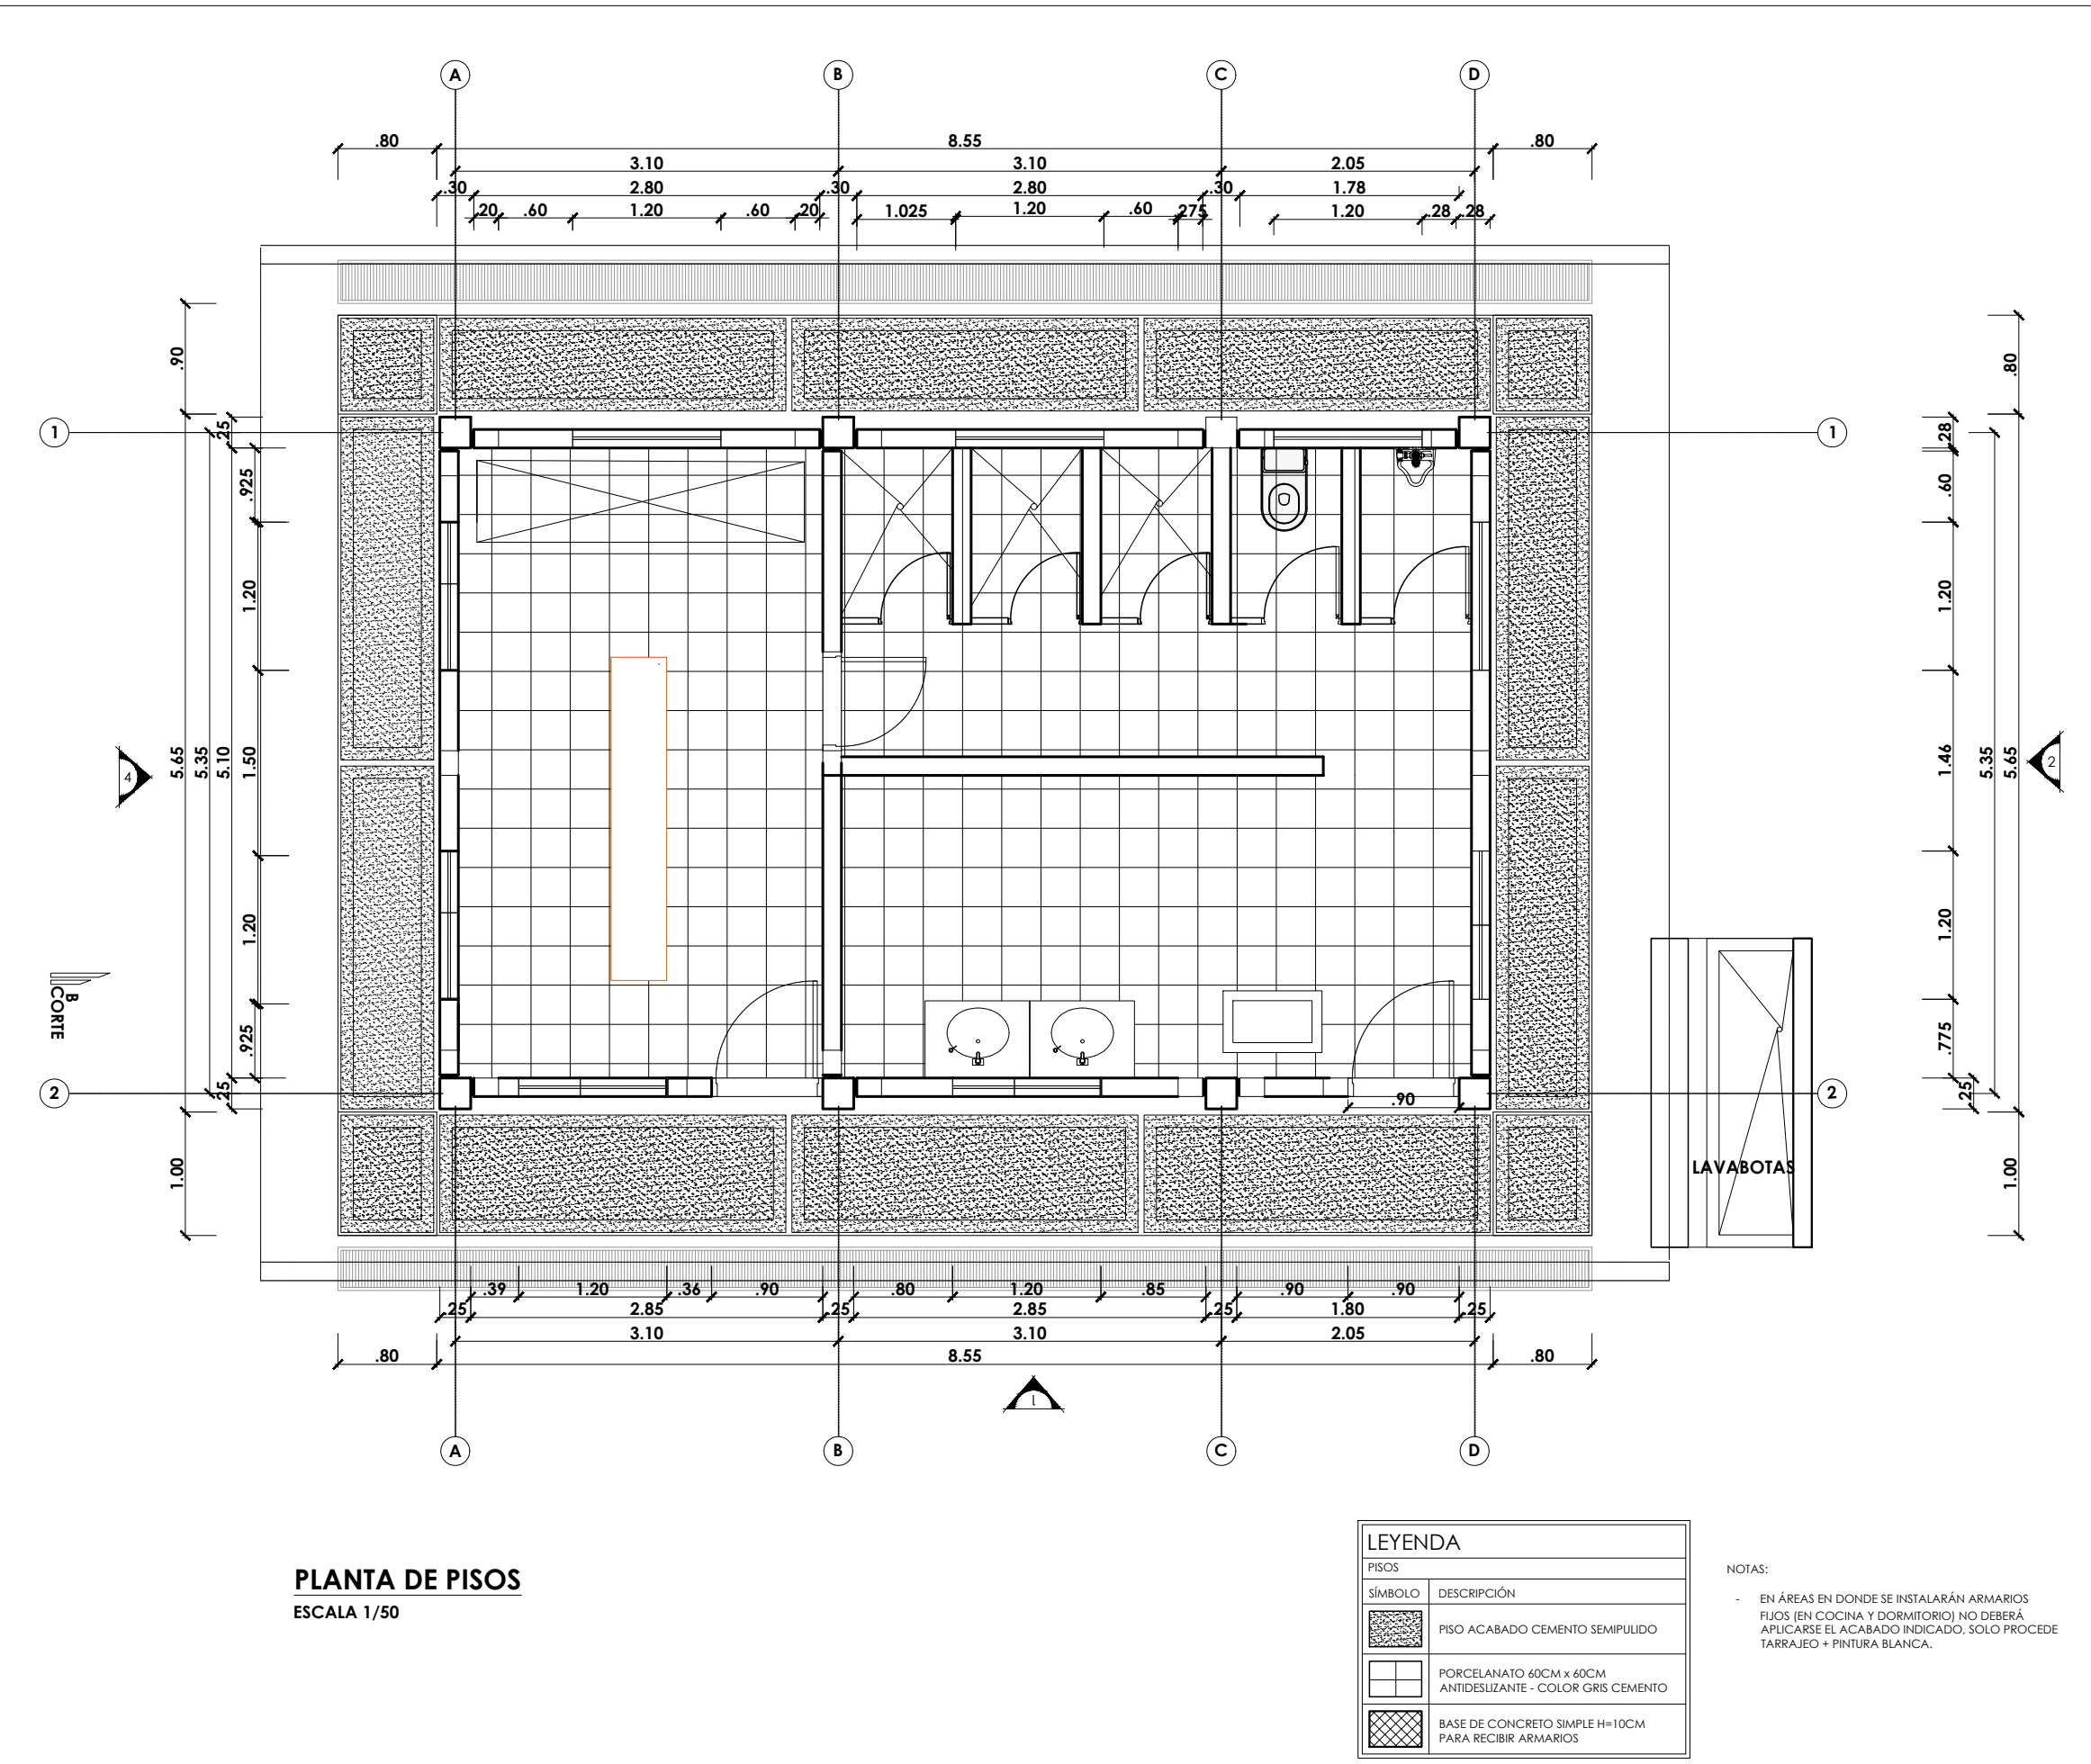 A B C D
.80 8.55 .80
3.10 3.10 2.05
.30 2.80 .30 2.80 .30 1.78
.20 .60 1.20 .60 .20 1.025 1.20 .60 .275 1.20 .28 .28
.90
.80
1
.25
.28
1
.925
.60
1.20
1.20
4
5.65
5.35
5.10
1.50
1.46
5.35
5.65
2
1.20
1.20
B
CORTE
.925
.775
2
.25
.90
.25
2
1.00
LAVABOTAS
1.00
.39 1.20 .36 .90 .80 1.20 .85 .90 .90
.25 2.85 .25 2.85 .25 1.80 .25
3.10 3.10 2.05
.80 8.55 .80
1
A B C D
PLANTA DE PISOS
ESCALA 1/50
LEYENDA
PISOS
SÍMBOLO DESCRIPCIÓN
PISO ACABADO CEMENTO SEMIPULIDO
PORCELANATO 60CM x 60CM
ANTIDESLIZANTE - COLOR GRIS CEMENTO
BASE DE CONCRETO SIMPLE H=10CM
PARA RECIBIR ARMARIOS
NOTAS:
- EN ÁREAS EN DONDE SE INSTALARÁN ARMARIOS
FIJOS (EN COCINA Y DORMITORIO) NO DEBERÁ
APLICARSE EL ACABADO INDICADO, SOLO PROCEDE
TARRAJEO + PINTURA BLANCA.